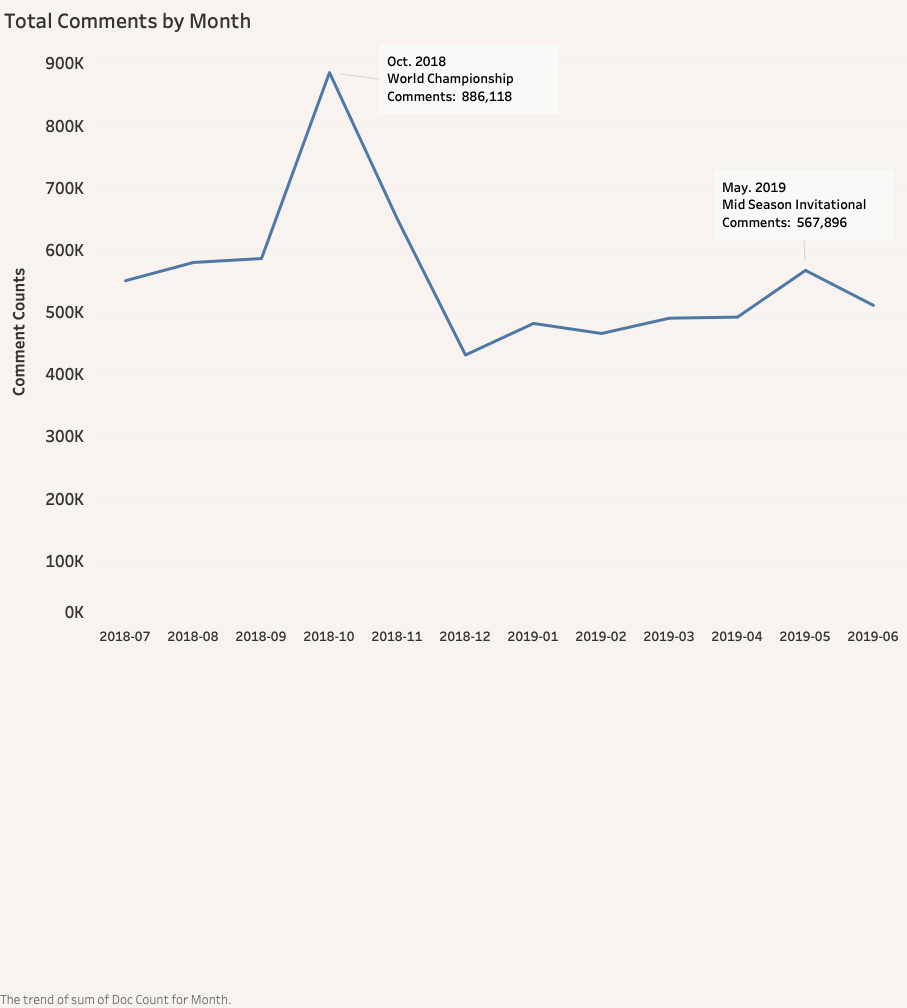 Total Comments by Month
900K
Oct. 2018
World Championship
Comments: 886,118
800K
700K
May. 2019
Mid Season Invitational
Comments: 567,896
600K
500K
400K
300K
200K
100K
0K
Comment Counts
2018-07 2018-08 2018-09 2018-10 2018-11 2018-12 2019-01 2019-02 2019-03 2019-04 2019-05 2019-06
The trend of sum of Doc Count for Month.